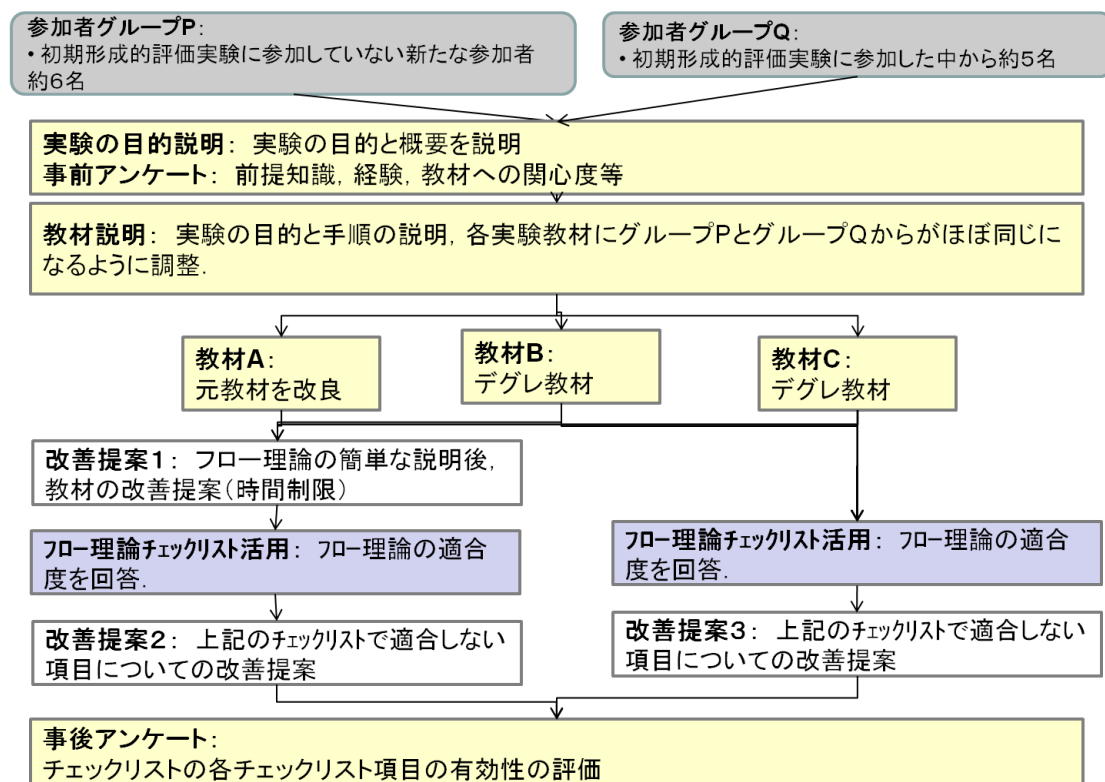 参加者グループP：
・初期形成的評価実験に参加していない新たな参加者
約6名
参加者グループQ：
・初期形成的評価実験に参加した中から約5名
実験の目的説明： 実験の目的と概要を説明
事前アンケート： 前提知識，経験，教材への関心度等
教材説明： 実験の目的と手順の説明，各実験教材にグループPとグループQからがほぼ同じに
なるように調整．
教材A：
元教材を改良
教材B：
デグレ教材
教材C：
デグレ教材
改善提案1： フロー理論の簡単な説明後，
教材の改善提案（時間制限）
ﾌﾛｰ理論ﾁｪｯｸﾘｽﾄ活用： ﾌﾛｰ理論の適合
度を回答．
改善提案2： 上記のﾁｪｯｸﾘｽﾄで適合しない
項目についての改善提案
ﾌﾛｰ理論ﾁｪｯｸﾘｽﾄ活用： ﾌﾛｰ理論の適合
度を回答．
改善提案3： 上記のﾁｪｯｸﾘｽﾄで適合しない
項目についての改善提案
事後アンケート：
チェックリストの各チェックリスト項目の有効性の評価